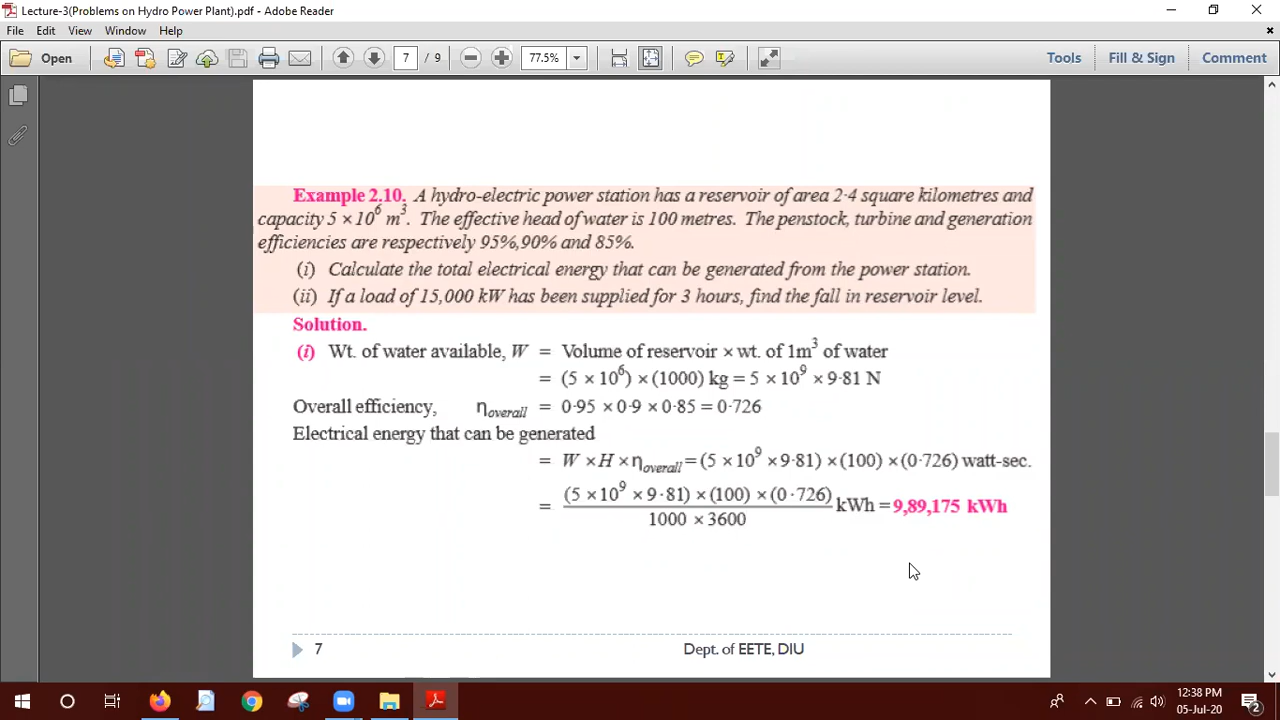 Lecture-3(Problems on Hydro Power Plant).pdf - Adobe Reader
File Edit View Window Help
Open 7 / 9 77.5% Tools Fill & Sign Comment
Example 2.10. A hydro-electric power station has a reservoir of area 2·4 square kilometres and
capacity 5 × 10⁶ m³. The effective head of water is 100 metres. The penstock, turbine and generation
efficiencies are respectively 95%,90% and 85%.
(i) Calculate the total electrical energy that can be generated from the power station.
(ii) If a load of 15,000 kW has been supplied for 3 hours, find the fall in reservoir level.
Solution.
(i) Wt. of water available, W = Volume of reservoir × wt. of 1m³ of water
= (5 × 10⁶) × (1000) kg = 5 × 10⁹ × 9·81 N
Overall efficiency, η overall = 0·95 × 0·9 × 0·85 = 0·726
Electrical energy that can be generated
= W × H × η overall = (5 × 10⁹ × 9·81) × (100) × (0·726) watt-sec.
(5 × 10⁹ × 9·81) × (100) × (0·726)
= kWh = 9,89,175 kWh
1000 × 3600
7 Dept. of EETE, DIU
12:38 PM
05-Jul-20
2